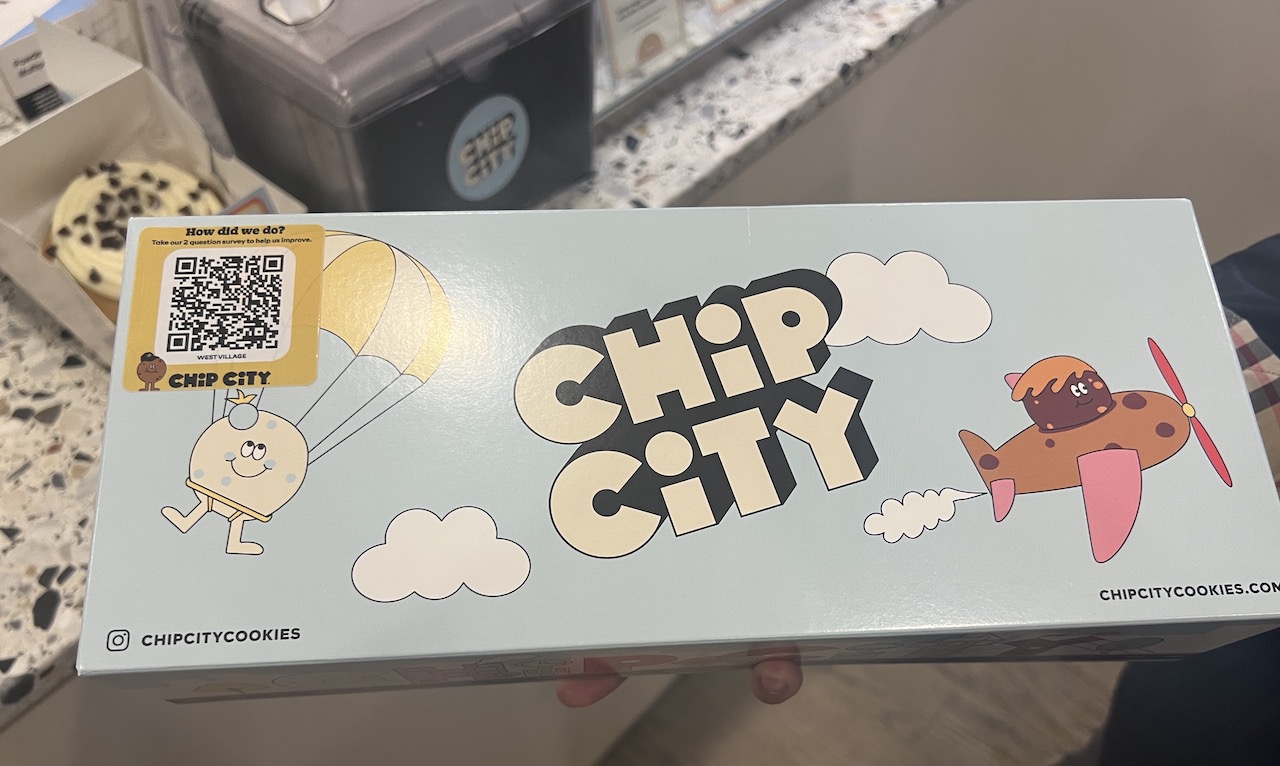 CHIP
CITY
How did we do?
Take our 2 question survey to help us improve.
WEST VILLAGE
CHIP CITY
CHIP
CITY
CHIPCITYCOOKIES.COM
CHIPCITYCOOKIES